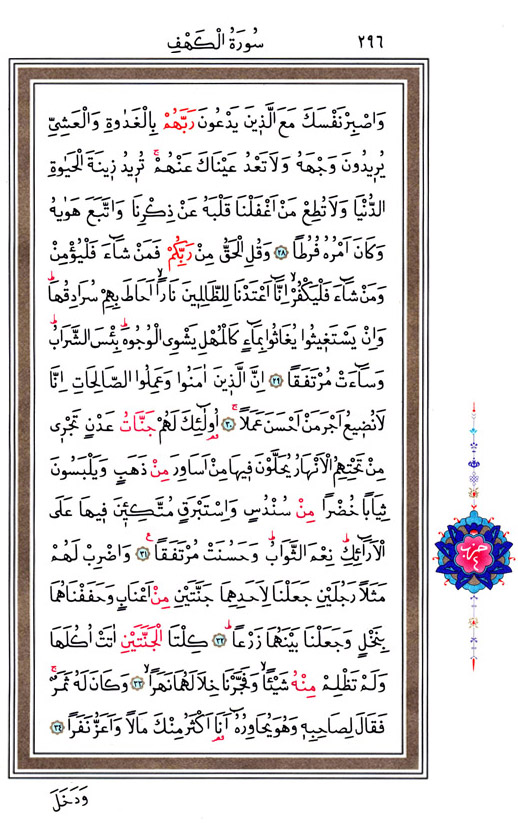 سُورَةُ الْكَهْفِ ٢٩٦
وَاصْبِرْ نَفْسَكَ مَعَ الَّذ۪ينَ يَدْعُونَ رَبَّهُمْ بِالْغَدٰوةِ وَالْعَشِيِّ
يُر۪يدُونَ وَجْهَهُ وَلَا تَعْدُ عَيْنَاكَ عَنْهُمْۚ تُر۪يدُ ز۪ينَةَ الْحَيٰوةِ
الدُّنْيَا وَلَا تُطِعْ مَنْ اَغْفَلْنَا قَلْبَهُ عَنْ ذِكْرِنَا وَاتَّبَعَ هَوٰيهُ
وَكَانَ اَمْرُهُ فُرُطًا ﴿٢٨﴾ وَقُلِ الْحَقُّ مِنْ رَبِّكُمْ فَمَنْ شَٓاءَ فَلْيُؤْمِنْ
وَمَنْ شَٓاءَ فَلْيَكْفُرْۙ اِنَّٓا اَعْتَدْنَا لِلظَّالِم۪ينَ نَارًاۙ اَحَاطَ بِهِمْ سُرَادِقُهَاۜ
وَاِنْ يَسْتَغ۪يثُوا يُغَاثُوا بِمَٓاءٍ كَالْمُهْلِ يَشْوِي الْوُجُوهَۜ بِئْسَ الشَّرَابُۜ
وَسَٓاءَتْ مُرْتَفَقًا ﴿٢٩﴾ اِنَّ الَّذ۪ينَ اٰمَنُوا وَعَمِلُوا الصَّالِحَاتِ اِنَّا
لَا نُض۪يعُ اَجْرَ مَنْ اَحْسَنَ عَمَلًاۚ ﴿٣٠﴾ اُو۬لٰٓئِكَ لَهُمْ جَنَّاتُ عَدْنٍ تَجْر۪ي
مِنْ تَحْتِهِمُ الْاَنْهَارُ يُحَلَّوْنَ ف۪يهَا مِنْ اَسَاوِرَ مِنْ ذَهَبٍ وَيَلْبَسُونَ
ثِيَابًا خُضْرًا مِنْ سُنْدُسٍ وَاِسْتَبْرَقٍ مُتَّكِـ۪ٔينَ ف۪يهَا عَلَى
الْاَرَٓائِكِۜ نِعْمَ الثَّوَابُۜ وَحَسُنَتْ مُرْتَفَقًا۟ ﴿٣١﴾ وَاضْرِبْ لَهُمْ
مَثَلًا رَجُلَيْنِ جَعَلْنَا لِاَحَدِهِمَا جَنَّتَيْنِ مِنْ اَعْنَابٍ وَحَفَفْنَاهُمَا
بِنَخْلٍ وَجَعَلْنَا بَيْنَهُمَا زَرْعًاۜ ﴿٣٢﴾ كِلْتَا الْجَنَّتَيْنِ اٰتَتْ اُكُلَهَا
وَلَمْ تَظْلِمْ مِنْهُ شَيْـًٔاۙ وَفَجَّرْنَا خِلَالَهُمَا نَهَرًاۙ ﴿٣٣﴾ وَكَانَ لَهُ ثَمَرٌۚ
فَقَالَ لِصَاحِبِه۪ وَهُوَ يُحَاوِرُهُٓ اَنَا۬ اَكْثَرُ مِنْكَ مَالًا وَاَعَزُّ نَفَرًا ﴿٣٤﴾
وَدَخَلَ
حزب
٤